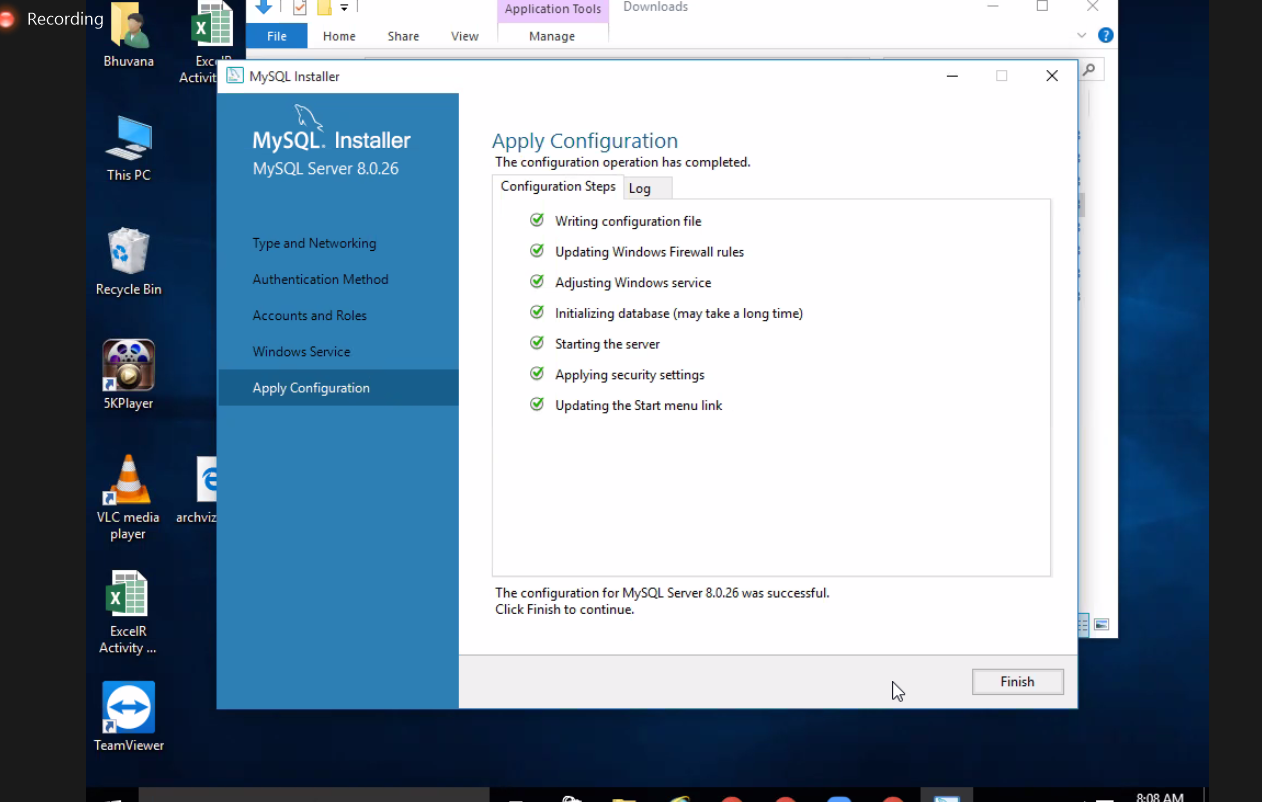 Recording
Application Tools
Downloads
File
Home
Share
View
Manage
Bhuvana
ExcelR
Activit
This PC
Recycle Bin
5KPlayer
VLC media
player
archviz
ExcelR
Activity ...
TeamViewer
MySQL Installer
MySQL. Installer
MySQL Server 8.0.26
Type and Networking
Authentication Method
Accounts and Roles
Windows Service
Apply Configuration
Apply Configuration
The configuration operation has completed.
Configuration Steps
Log
Writing configuration file
Updating Windows Firewall rules
Adjusting Windows service
Initializing database (may take a long time)
Starting the server
Applying security settings
Updating the Start menu link
The configuration for MySQL Server 8.0.26 was successful.
Click Finish to continue.
Finish
8:08 AM